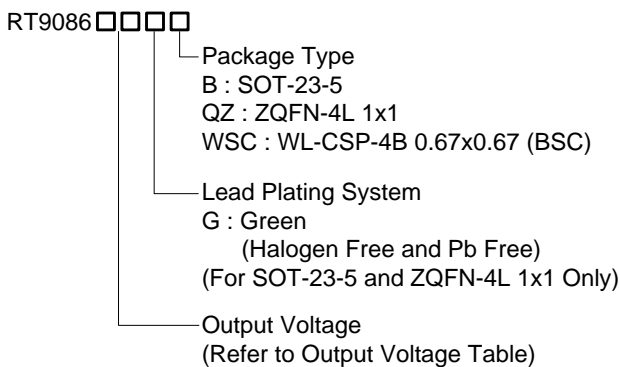 RT9086
Package Type
B : SOT-23-5
QZ : ZQFN-4L 1x1
WSC : WL-CSP-4B 0.67x0.67 (BSC)
Lead Plating System
G : Green
(Halogen Free and Pb Free)
(For SOT-23-5 and ZQFN-4L 1x1 Only)
Output Voltage
(Refer to Output Voltage Table)